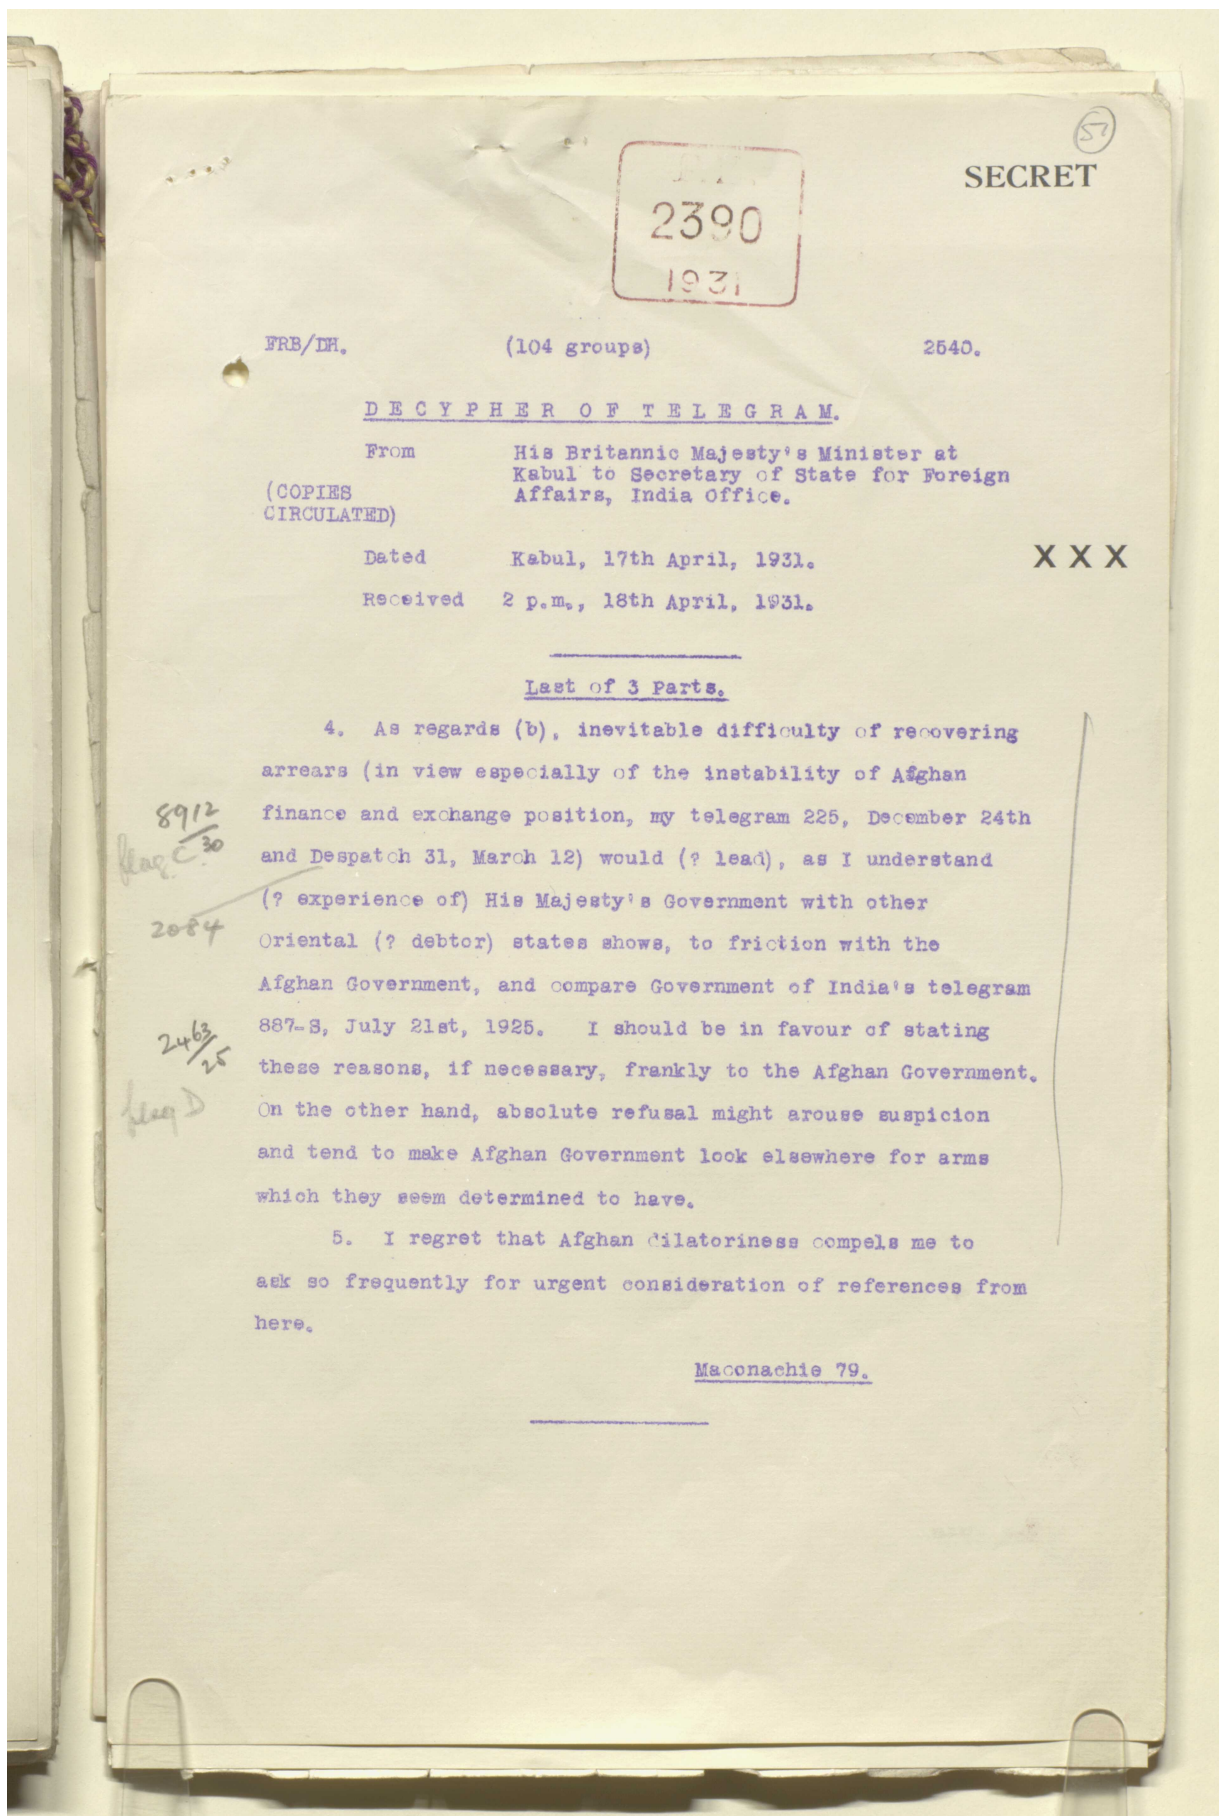 57
SECRET
2390
1931
FRB/DH. (104 groups) 2540.
DECYPHER OF TELEGRAM.
From His Britannic Majesty's Minister at
Kabul to Secretary of State for Foreign
(COPIES Affairs, India Office.
CIRCULATED)
Dated Kabul, 17th April, 1931. XXX
Received 2 p.m., 18th April, 1931.
Last of 3 Parts.
4. As regards (b), inevitable difficulty of recovering
arrears (in view especially of the instability of Afghan
8912/30 finance and exchange position, my telegram 225, December 24th
flag C. and Despatch 31, March 12) would (? lead), as I understand
(? experience of) His Majesty's Government with other
2084 Oriental (? debtor) states shows, to friction with the
Afghan Government, and compare Government of India's telegram
2463/25 887-S, July 21st, 1925. I should be in favour of stating
these reasons, if necessary, frankly to the Afghan Government.
flag D On the other hand, absolute refusal might arouse suspicion
and tend to make Afghan Government look elsewhere for arms
which they seem determined to have.
5. I regret that Afghan dilatoriness compels me to
ask so frequently for urgent consideration of references from
here.
Maconachie 79.